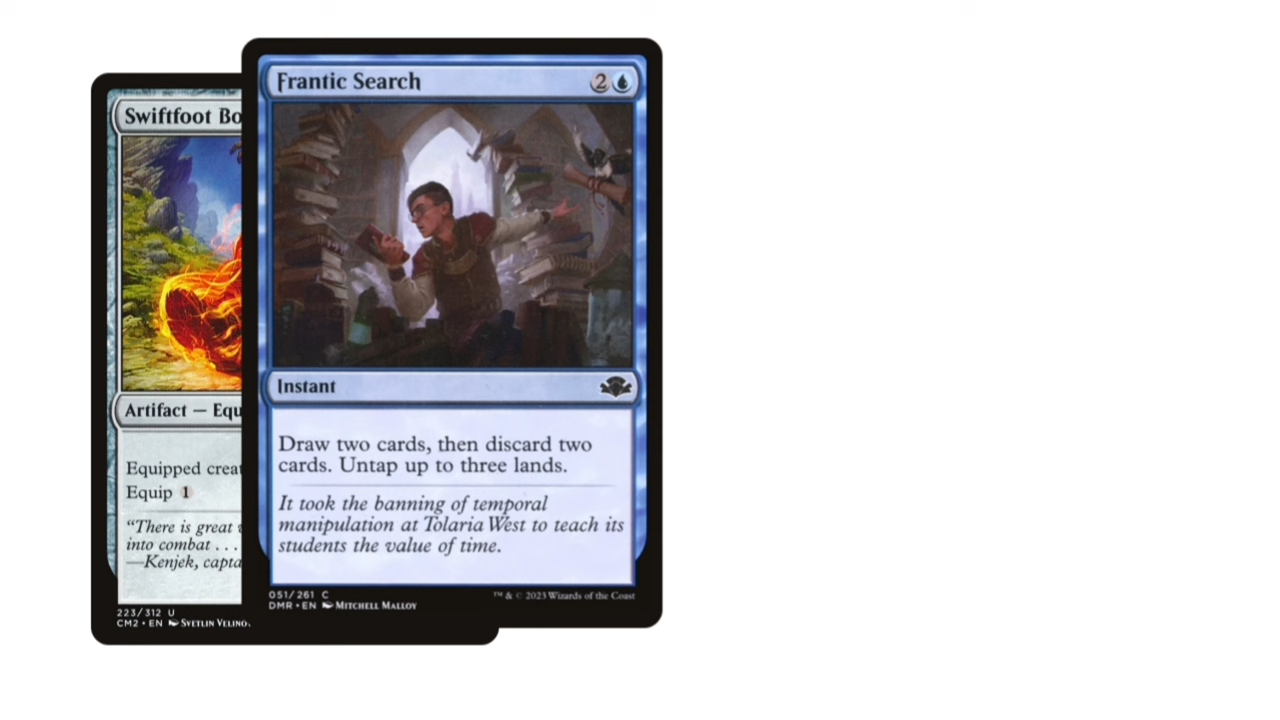 Swiftfoot Bo
Artifact — Equ
Equipped crea
Equip 1
“There is great
into combat . . .
—Kenjek, capta
223/312 U
CM2 • EN SVETLIN VELINO
Frantic Search
2
Instant
Draw two cards, then discard two
cards. Untap up to three lands.
It took the banning of temporal
manipulation at Tolaria West to teach its
students the value of time.
051/261 C
DMR • EN MITCHELL MALLOY
™ & © 2023 Wizards of the Coast